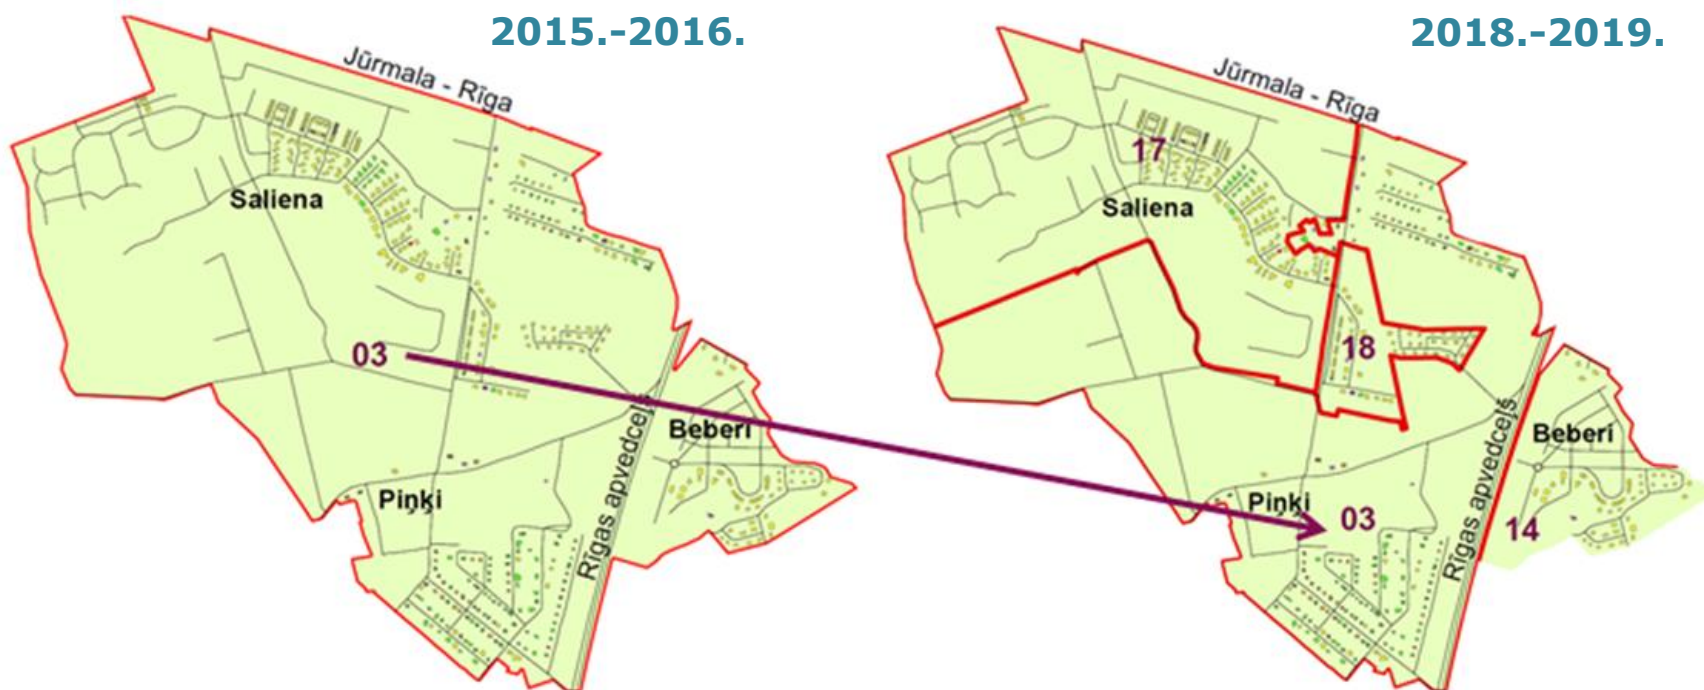 2015.-2016.
Jūrmala - Rīga
Saliena
03
Beberi
Piņķi
Rīgas apvedceļš
2018.-2019.
Jūrmala - Rīga
17
Saliena
18
Beberi
Piņķi
03
14
Rīgas apvedceļš